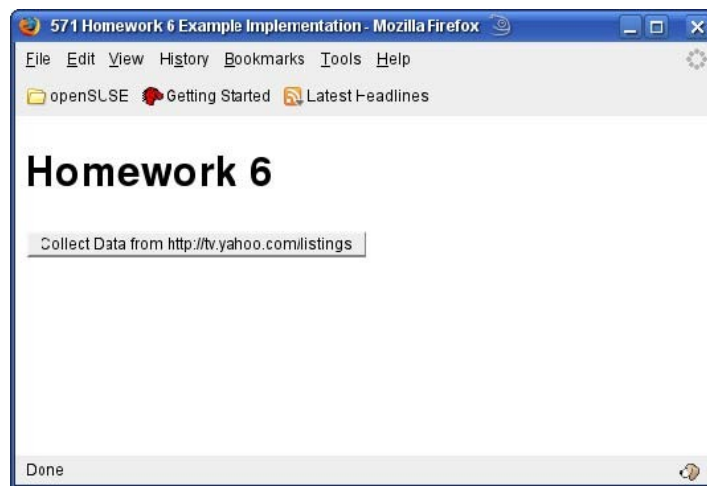 571 Homework 6 Example Implementation - Mozilla Firefox
File Edit View History Bookmarks Tools Help
openSUSE Getting Started Latest Headlines
Homework 6
Collect Data from http://tv.yahoo.com/listings
Done